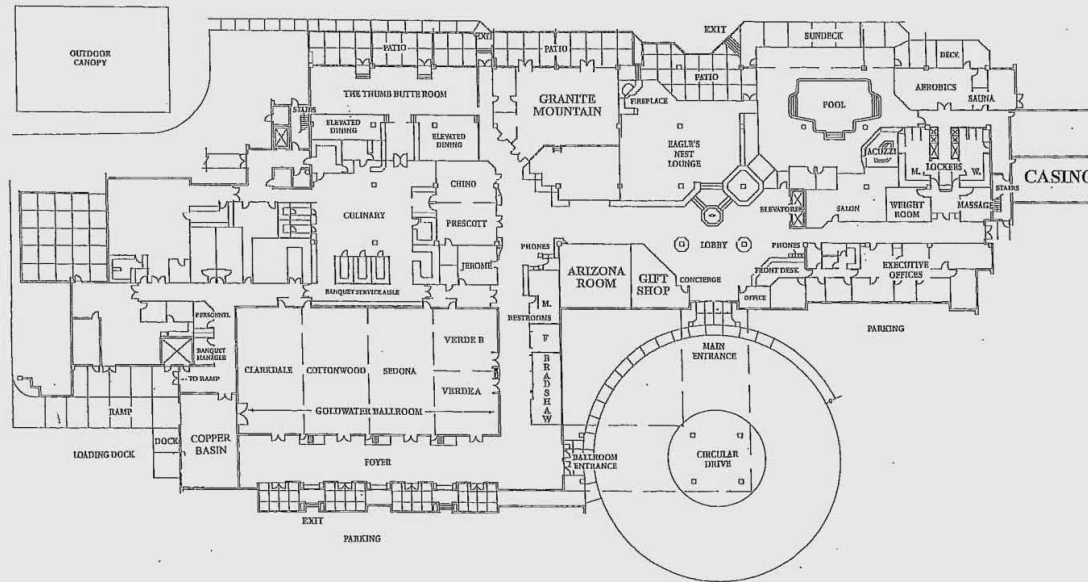 OUTDOOR
CANOPY
PATIO
EXIT
PATIO
EXIT
SUNDECK
DECK
PATIO
FIREPLACE
THE THUMB BUTTE ROOM
GRANITE
MOUNTAIN
POOL
AEROBICS
SAUNA
STAIRS
ELEVATED
DINING
ELEVATED
DINING
EAGLE'S
NEST
LOUNGE
JACUZZI
LOCKERS
M.
W.
CASINO
STAIRS
CHINO
CULINARY
PRESCOTT
ELEVATORS
SALON
WEIGHT
ROOM
MASSAGE
PHONES
LOBBY
PHONES
JEROME
ARIZONA
ROOM
GIFT
SHOP
CONCIERGE
FRONT DESK
EXECUTIVE
OFFICES
OFFICE
BANQUET SERVICE AISLE
M.
RESTROOMS
F
PERSONNEL
BANQUET
MANAGER
TO RAMP
PARKING
MAIN
ENTRANCE
CLARKDALE
COTTONWOOD
SEDONA
VERDE B
VERDE A
BRADSHAW
GOLDWATER BALLROOM
RAMP
COPPER
BASIN
DOCK
LOADING DOCK
FOYER
BALLROOM
ENTRANCE
CIRCULAR
DRIVE
EXIT
PARKING